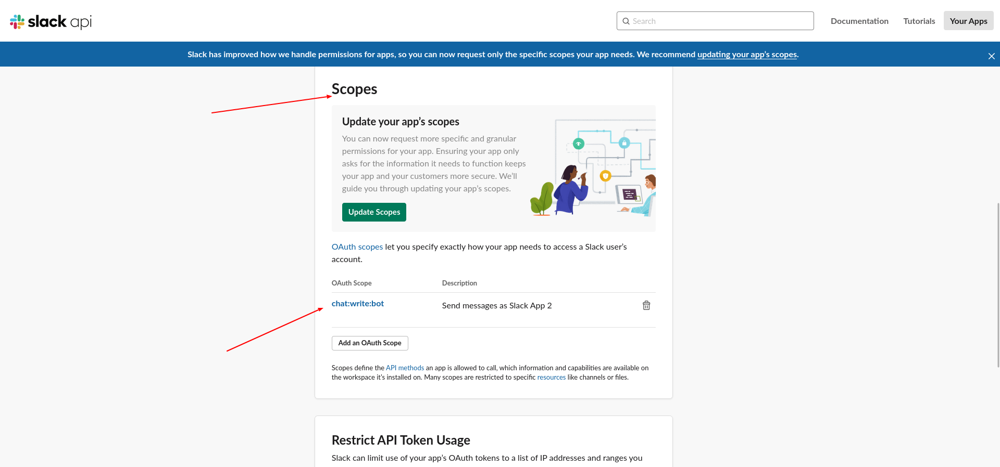 slack api
Search
Documentation
Tutorials
Your Apps
Slack has improved how we handle permissions for apps, so you can now request only the specific scopes your app needs. We recommend updating your app’s scopes.
Scopes
Update your app’s scopes
You can now request more specific and granular
permissions for your app. Ensuring your app only
asks for the information it needs to function keeps
your app and your customers more secure. We’ll
guide you through updating your app’s scopes.
Update Scopes
OAuth scopes let you specify exactly how your app needs to access a Slack user’s
account.
OAuth Scope Description
chat:write:bot Send messages as Slack App 2
Add an OAuth Scope
Scopes define the API methods an app is allowed to call, which information and capabilities are available on
the workspace it’s installed on. Many scopes are restricted to specific resources like channels or files.
Restrict API Token Usage
Slack can limit use of your app’s OAuth tokens to a list of IP addresses and ranges you